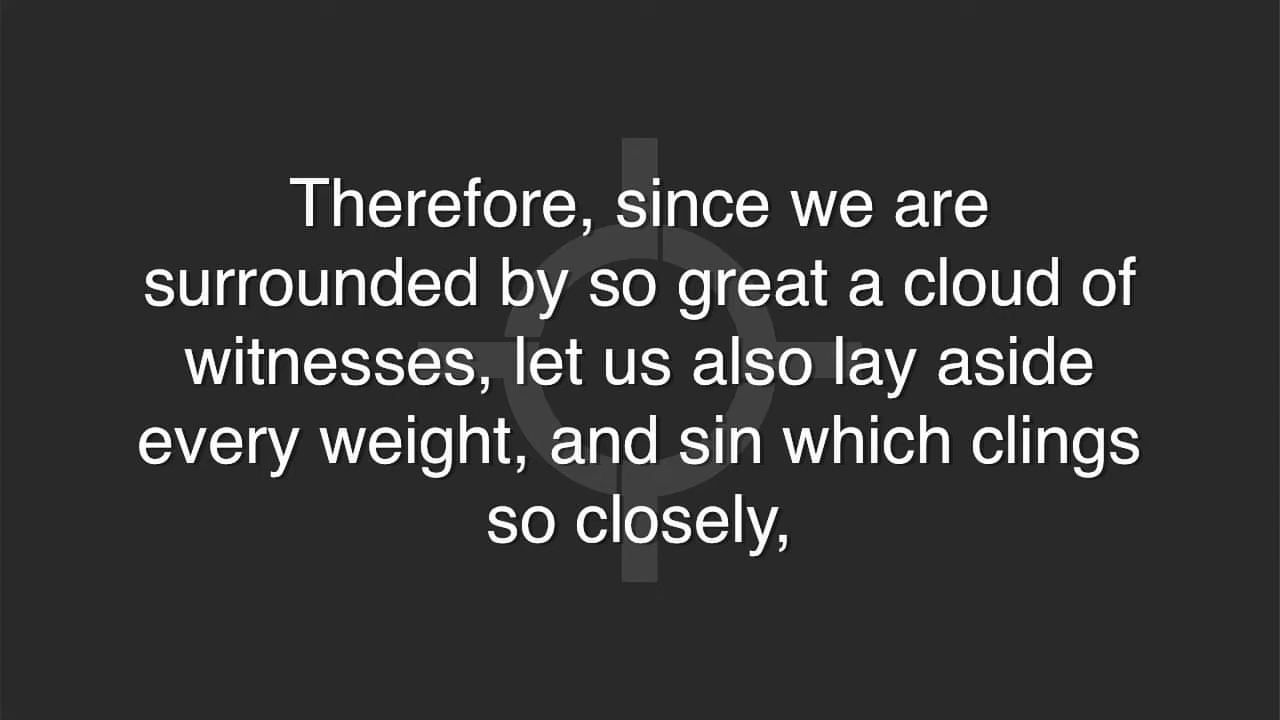 Therefore, since we are
surrounded by so great a cloud of
witnesses, let us also lay aside
every weight, and sin which clings
so closely,